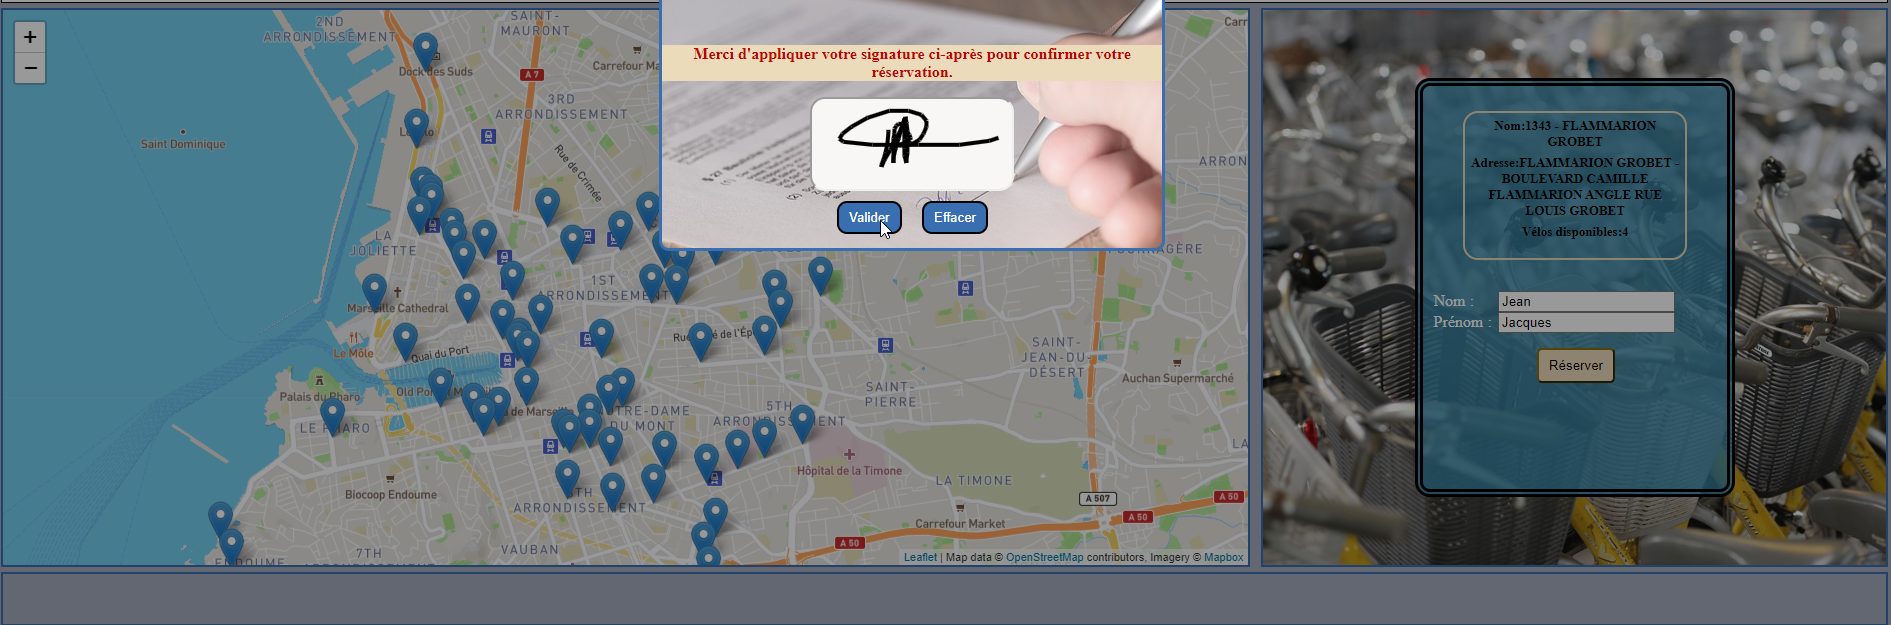 +
−
2ND
ARRONDISSEMENT
SAINT-
MAURONT
Dock des Suds
A 7
Carrefour Ma
3RD
ARRONDISSEMENT
Saint Dominique
Rue de Crimée
LA
JOLIETTE
1ST
ARRONDISSEMENT
Marseille Cathedral
Le Môle
Quai du Port
Palais du Pharo
LE PHARO
de Marseille
NOTRE-DAME
DU MONT
5TH
ARRONDISSEMENT
SAINT-
JEAN-DU-
DÉSERT
SAINT-
PIERRE
Auchan Supermarché
Hôpital de la Timone
LA TIMONE
Biocoop Endoume
ARRONDISSEMENT
A 507
A 50
A 50
A 50
Carrefour Market
7TH
VAUBAN
Carr
ARRON
LA
Leaflet | Map data © OpenStreetMap contributors, Imagery © Mapbox
Merci d'appliquer votre signature ci-après pour confirmer votre
réservation.
Valider
Effacer
Nom:1343 - FLAMMARION
GROBET
Adresse:FLAMMARION GROBET -
BOULEVARD CAMILLE
FLAMMARION ANGLE RUE
LOUIS GROBET
Vélos disponibles:4
Nom : Jean
Prénom : Jacques
Réserver